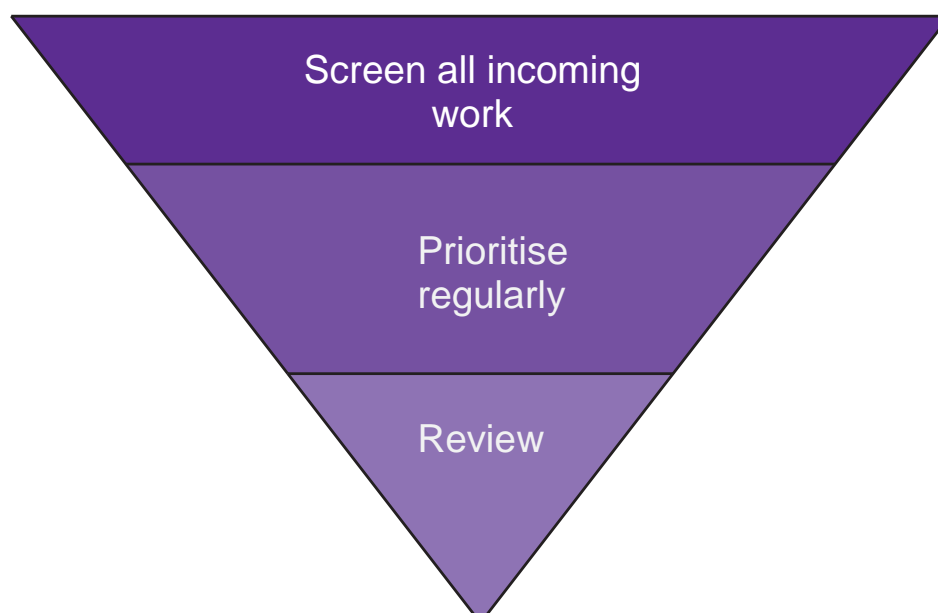 Screen all incoming
work
Prioritise
regularly
Review